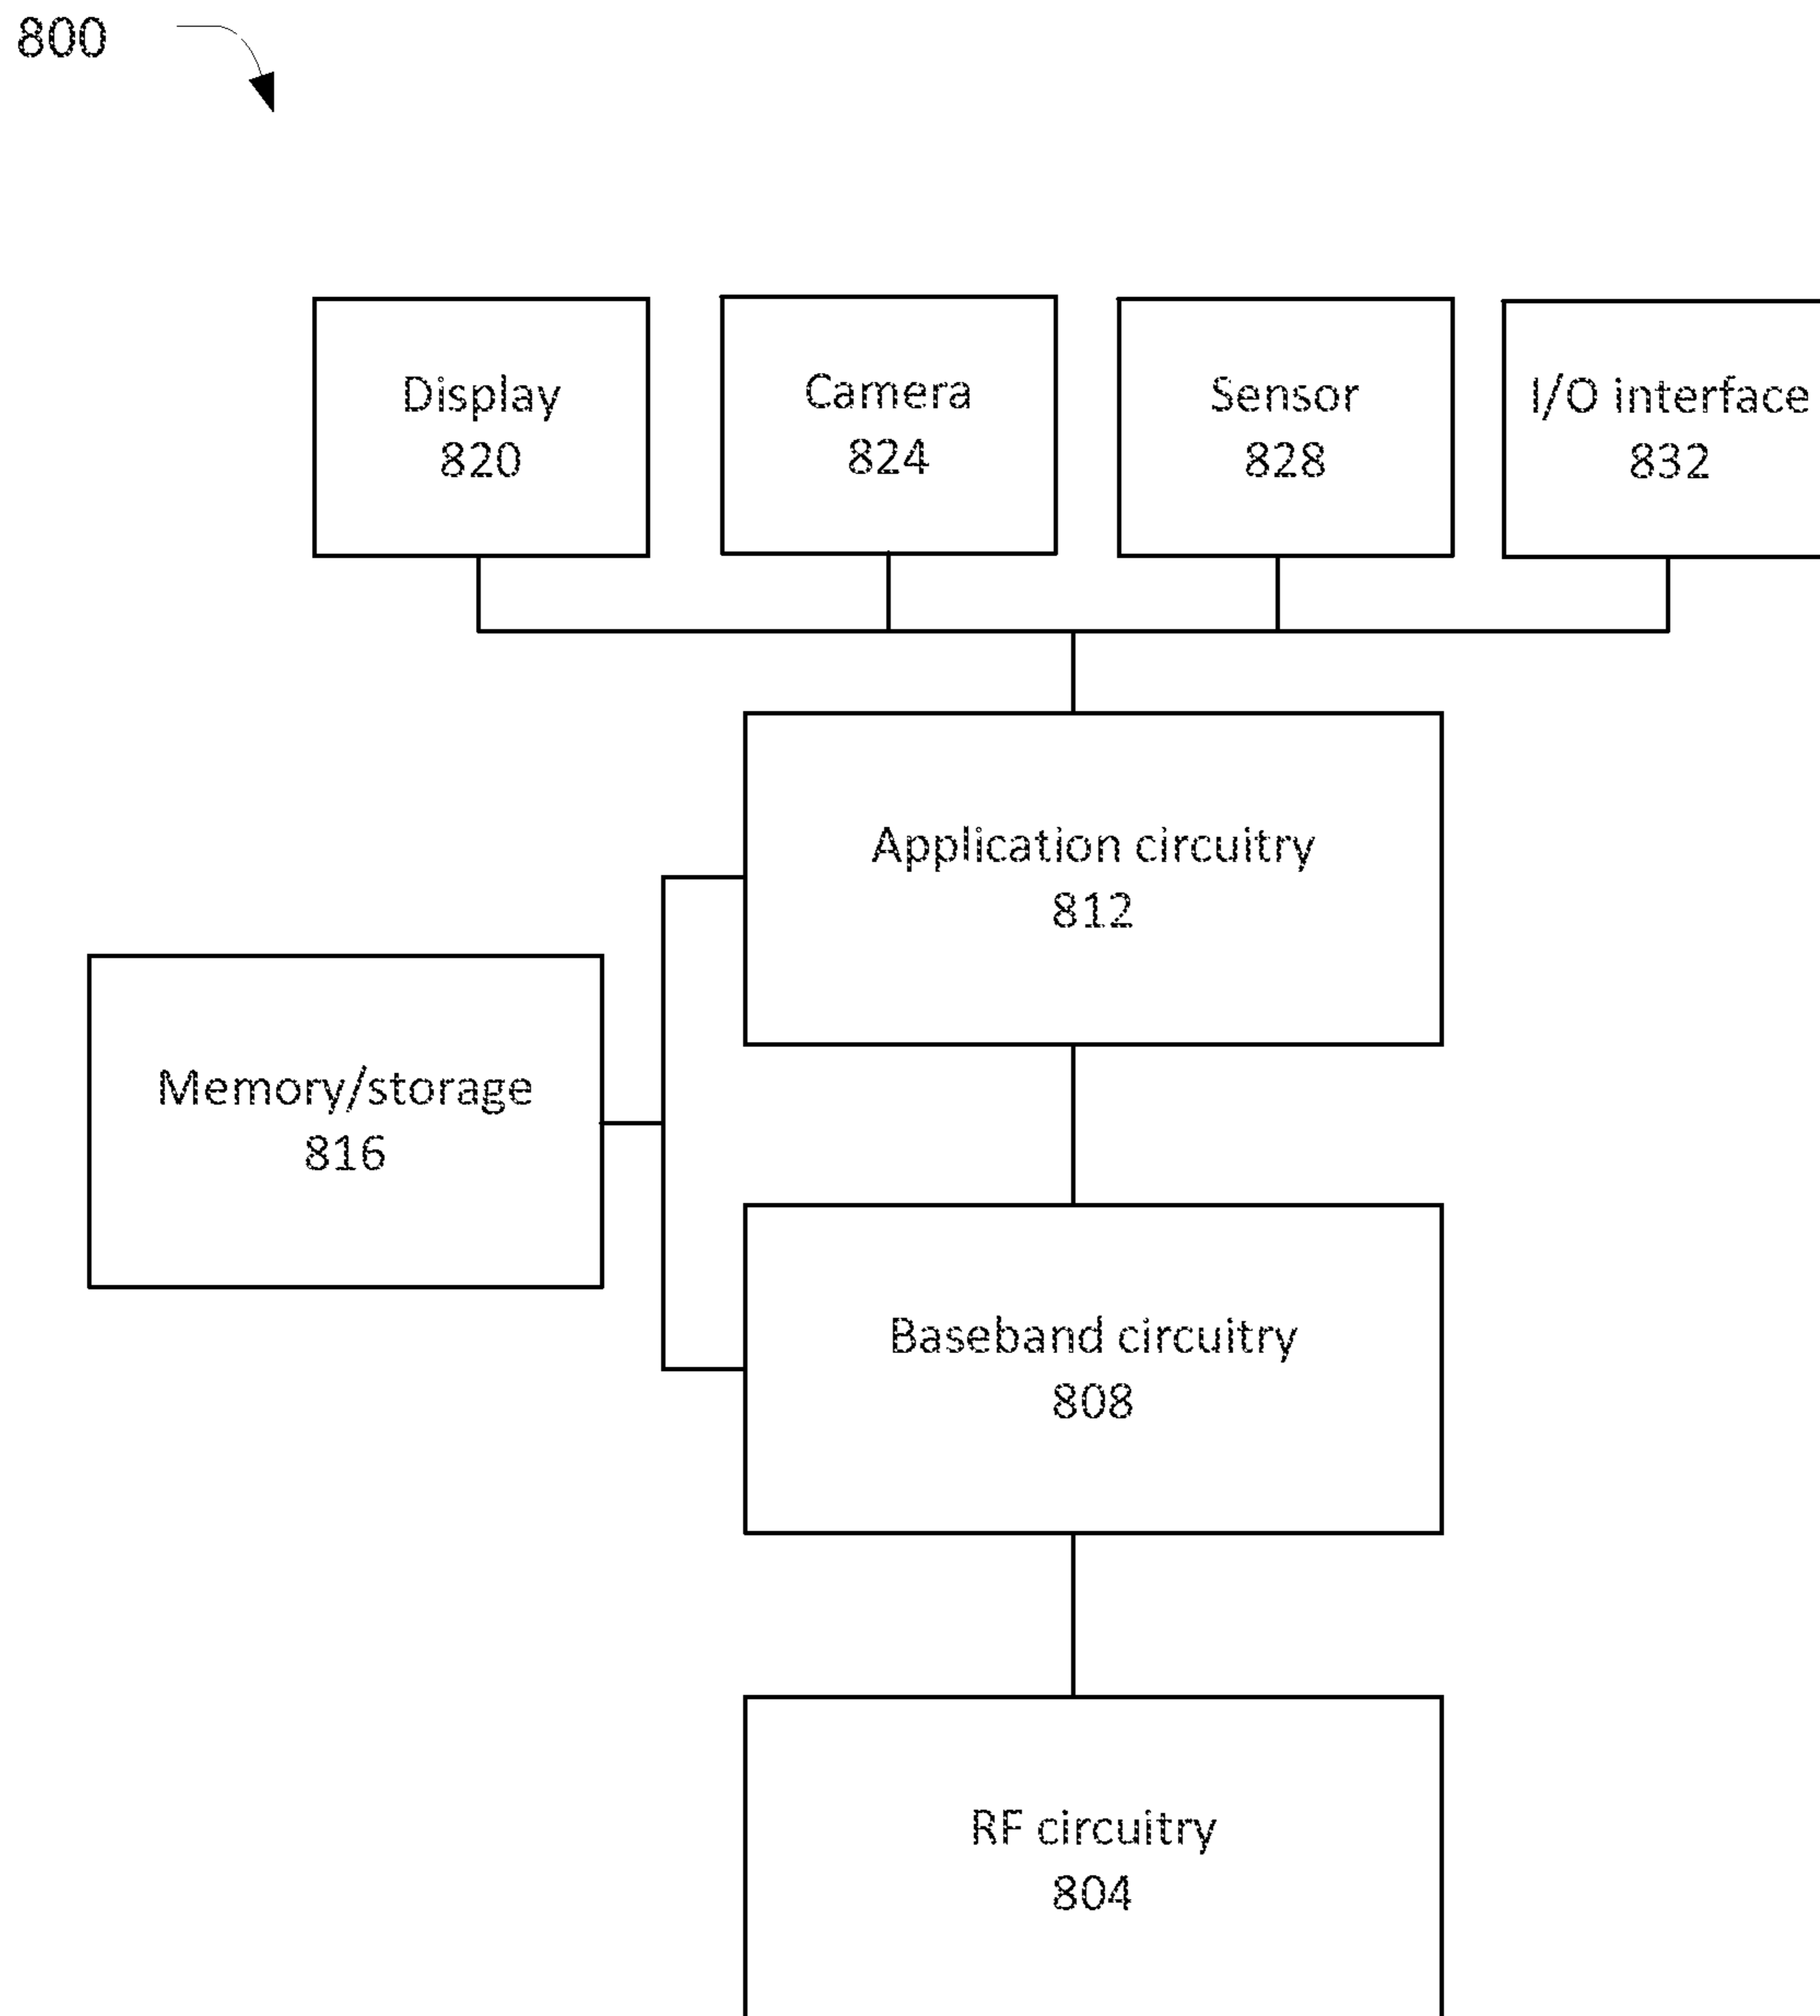 800
Display
820
Camera
824
Sensor
828
I/O interface
832
Application circuitry
812
Memory/storage
816
Baseband circuitry
808
RF circuitry
804